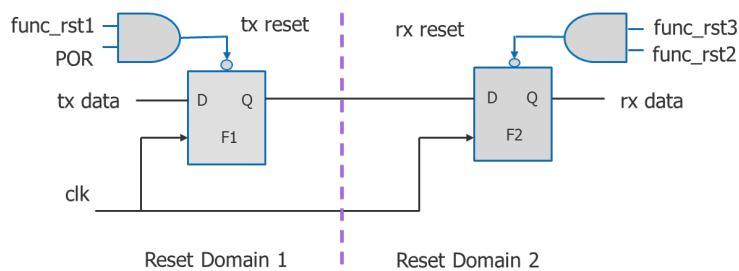 func_rst1
tx reset
rx reset
func_rst3
POR
func_rst2
tx data
D
Q
D
Q
rx data
F1
F2
clk
Reset Domain 1
Reset Domain 2